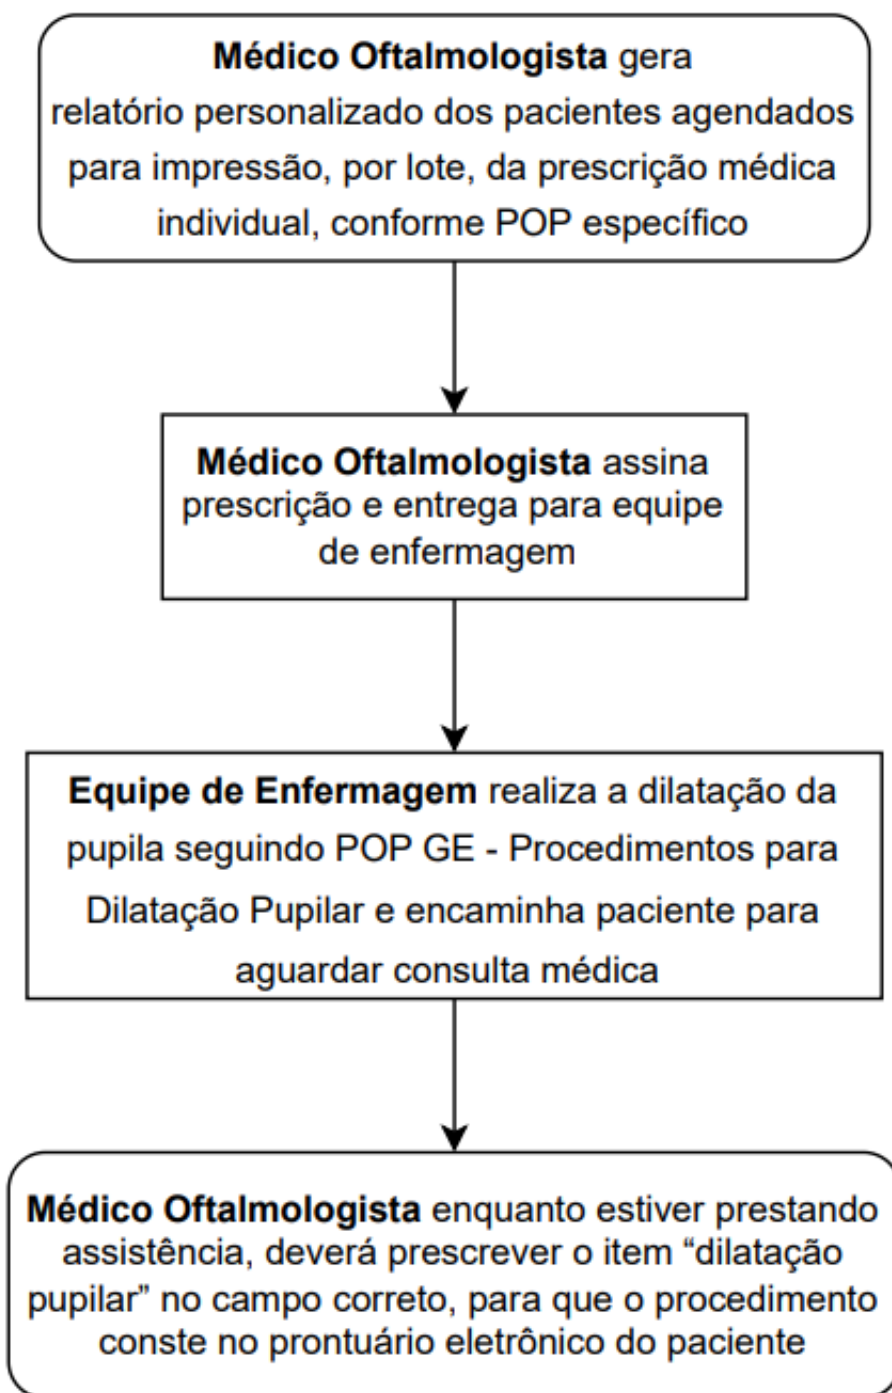 Médico Oftalmologista gera
relatório personalizado dos pacientes agendados
para impressão, por lote, da prescrição médica
individual, conforme POP específico
Médico Oftalmologista assina
prescrição e entrega para equipe
de enfermagem
Equipe de Enfermagem realiza a dilatação da
pupila seguindo POP GE - Procedimentos para
Dilatação Pupilar e encaminha paciente para
aguardar consulta médica
Médico Oftalmologista enquanto estiver prestando
assistência, deverá prescrever o item “dilatação
pupilar” no campo correto, para que o procedimento
conste no prontuário eletrônico do paciente